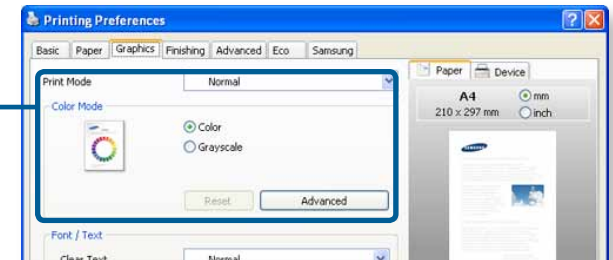 Printing Preferences
Basic Paper Graphics Finishing Advanced Eco Samsung
Print Mode Normal
Color Mode
Color
Grayscale
Reset Advanced
Font / Text
Clear Text Normal
Paper Device
A4 mm
210 x 297 mm inch